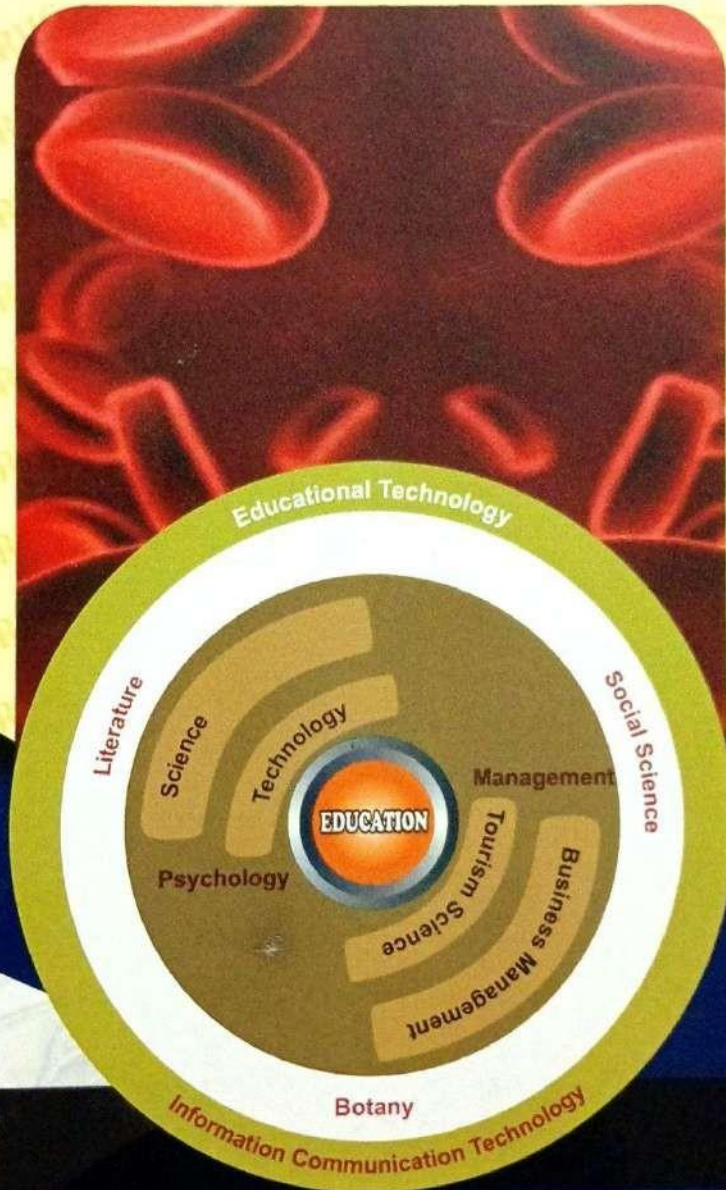 Educational Technology
Literature
Social Science
Science
Technology
Management
EDUCATION
Psychology
Tourism Science
Business Management
Botany
Information Communication Technology